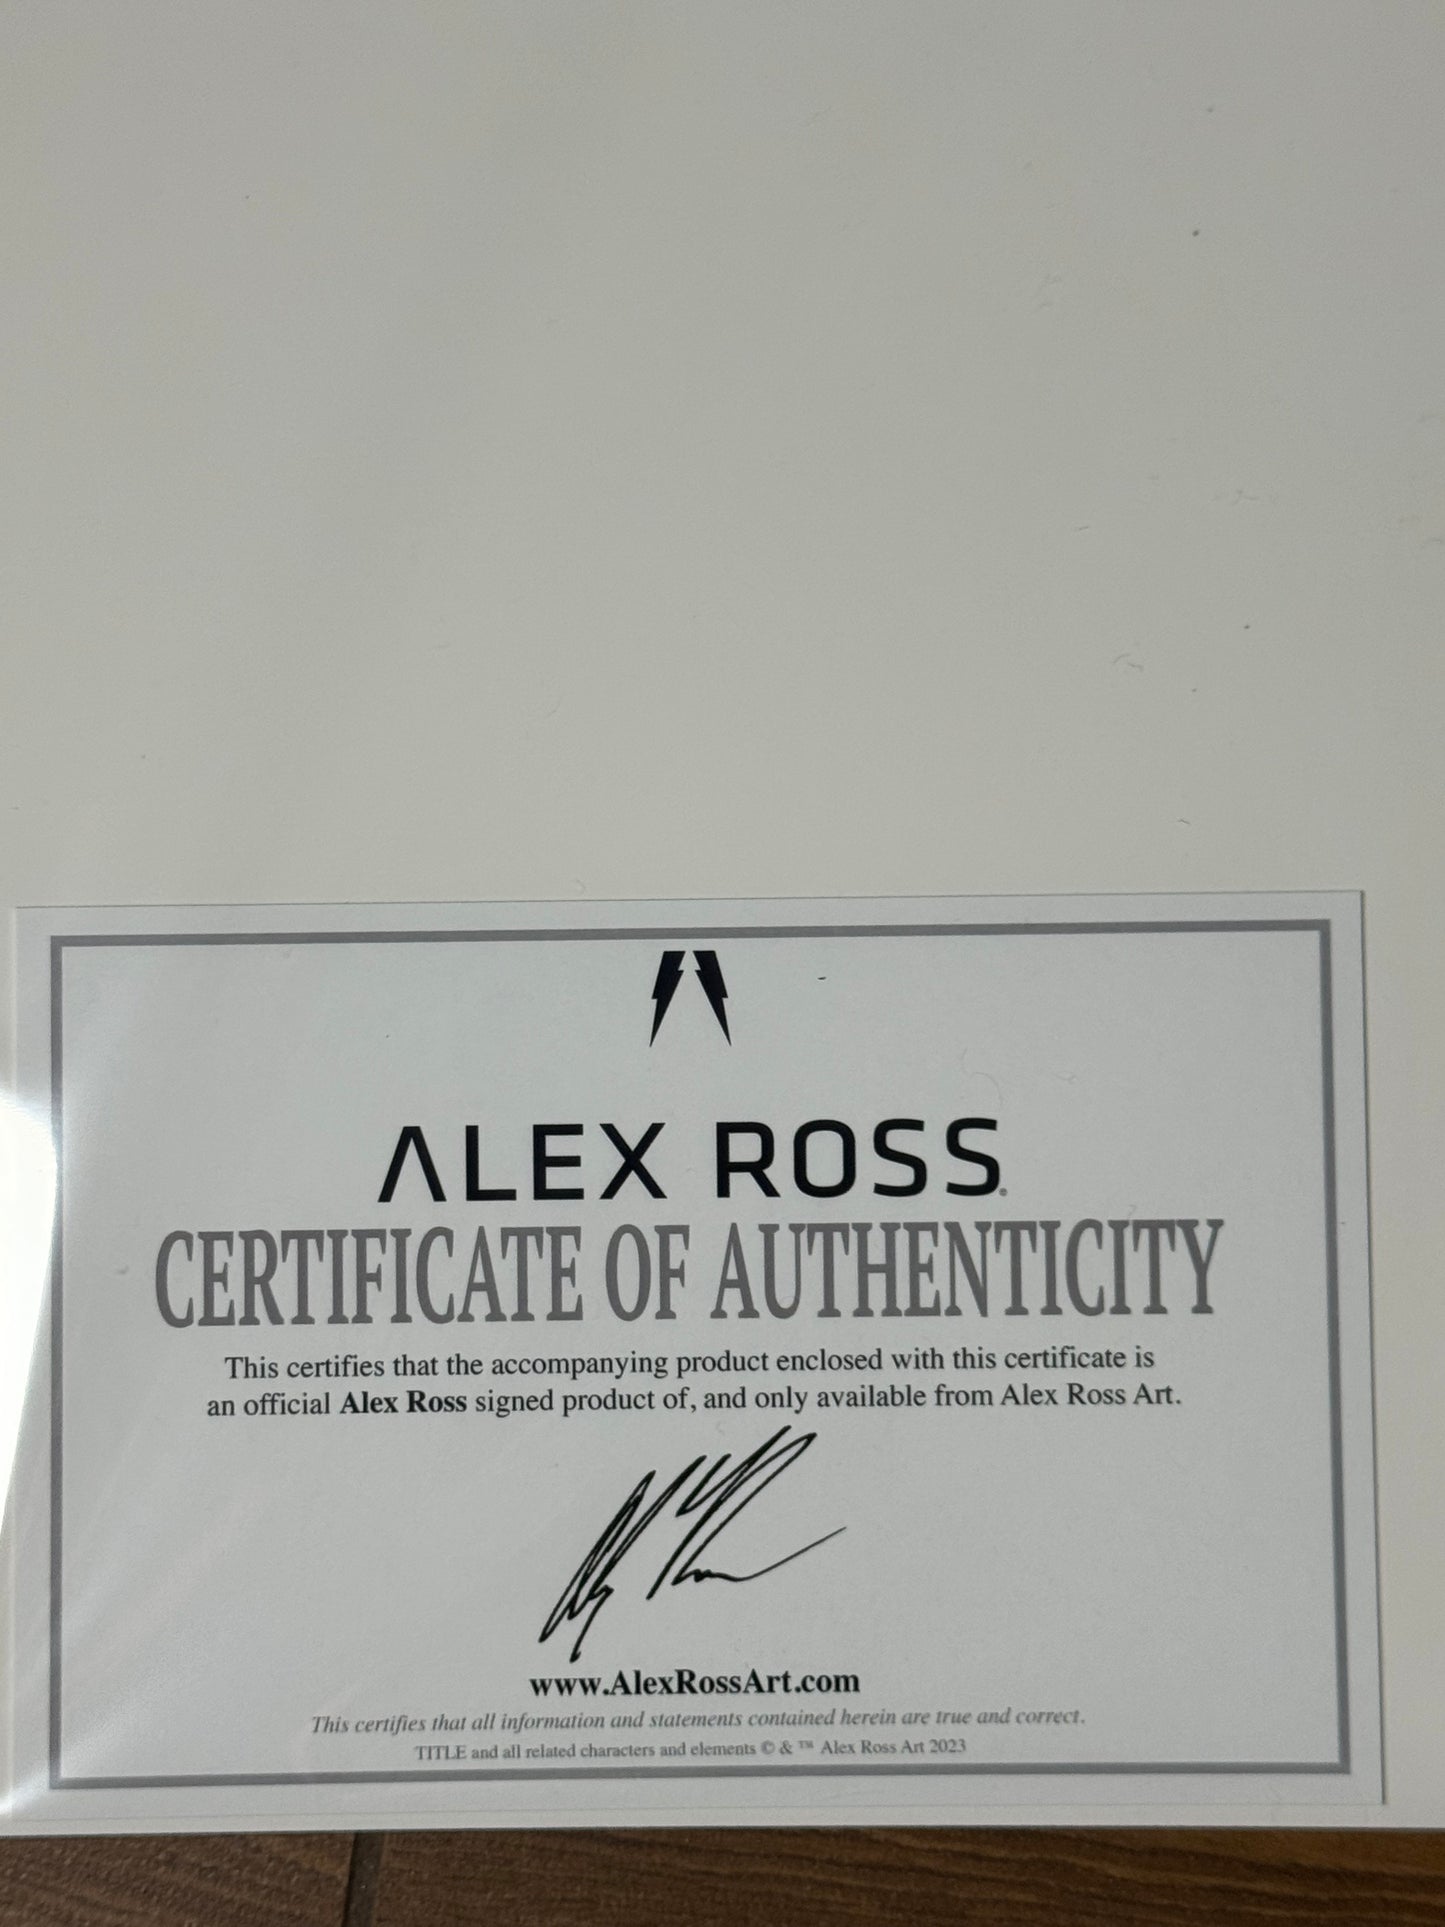 ALEX ROSS®
CERTIFICATE OF AUTHENTICITY
This certifies that the accompanying product enclosed with this certificate is
an official Alex Ross signed product of, and only available from Alex Ross Art.
www.AlexRossArt.com
This certifies that all information and statements contained herein are true and correct.
TITLE and all related characters and elements © & ™ Alex Ross Art 2023